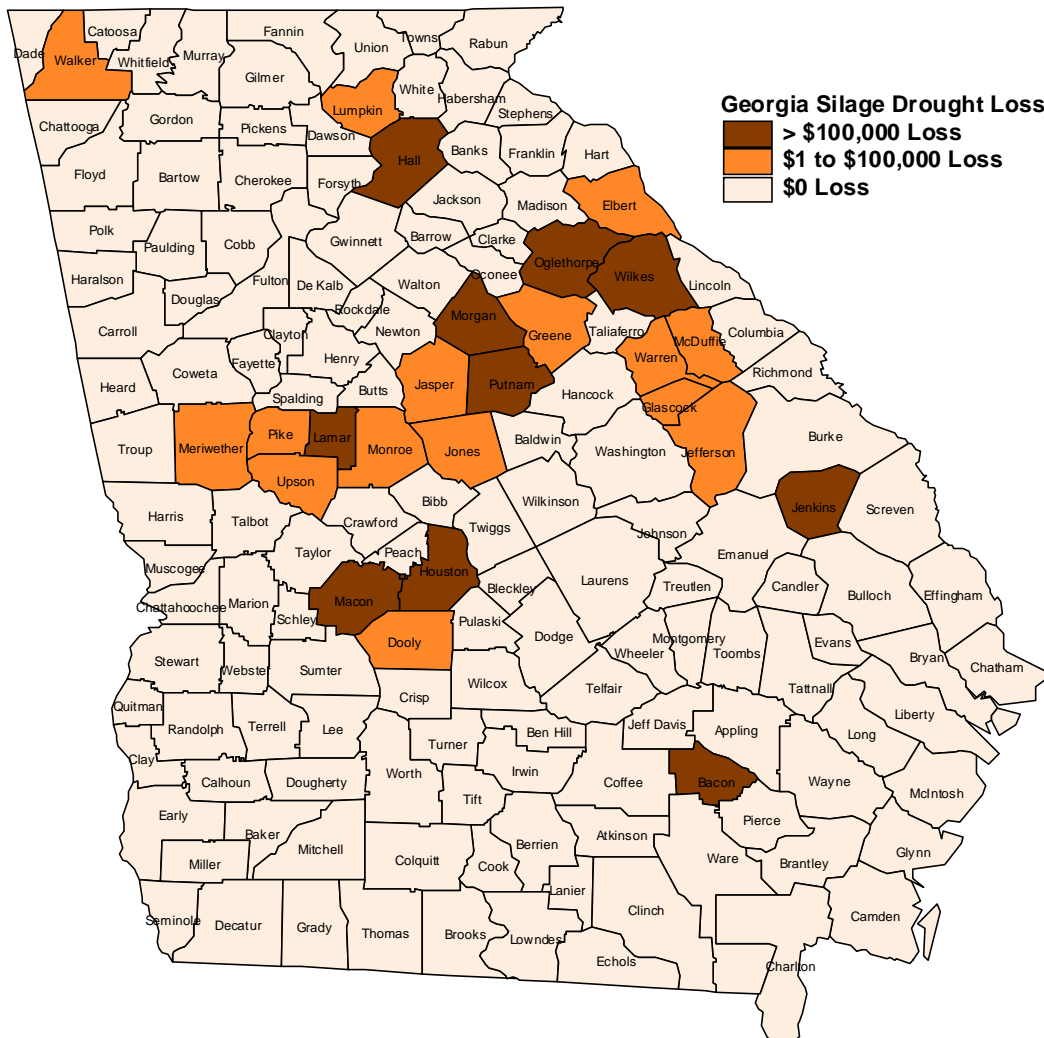 Georgia Silage Drought Loss
> $100,000 Loss
$1 to $100,000 Loss
$0 Loss
Dade
Walker
Catoosa
Whitfield
Murray
Fannin
Gilmer
Union
Towns
Rabun
White
Habersham
Stephens
Lumpkin
Chattooga
Gordon
Pickens
Dawson
Hall
Banks
Franklin
Hart
Floyd
Bartow
Cherokee
Forsyth
Jackson
Madison
Elbert
Polk
Paulding
Cobb
Gwinnett
Barrow
Clarke
Oconee
Oglethorpe
Wilkes
Lincoln
Haralson
Douglas
Fulton
De Kalb
Rockdale
Walton
Newton
Morgan
Greene
Taliaferro
McDuffie
Columbia
Carroll
Clayton
Henry
Fayette
Warren
Richmond
Heard
Coweta
Spalding
Butts
Jasper
Putnam
Hancock
Glascock
Troup
Meriwether
Pike
Lamar
Monroe
Jones
Baldwin
Washington
Jefferson
Burke
Upson
Harris
Talbot
Crawford
Bibb
Twiggs
Wilkinson
Johnson
Jenkins
Screven
Muscogee
Taylor
Peach
Houston
Bleckley
Laurens
Emanuel
Treutlen
Candler
Bulloch
Effingham
Chattahoochee
Marion
Schley
Macon
Dooly
Pulaski
Dodge
Wheeler
Montgomery
Toombs
Evans
Bryan
Chatham
Stewart
Webster
Sumter
Crisp
Wilcox
Telfair
Tattnall
Liberty
Long
Quitman
Randolph
Terrell
Lee
Turner
Ben Hill
Jeff Davis
Appling
Clay
Calhoun
Dougherty
Worth
Irwin
Coffee
Bacon
Wayne
McIntosh
Tift
Early
Baker
Mitchell
Miller
Colquitt
Cook
Berrien
Atkinson
Pierce
Ware
Brantley
Glynn
Lanier
Clinch
Camden
Seminole
Decatur
Grady
Thomas
Brooks
Lowndes
Echols
Charlton